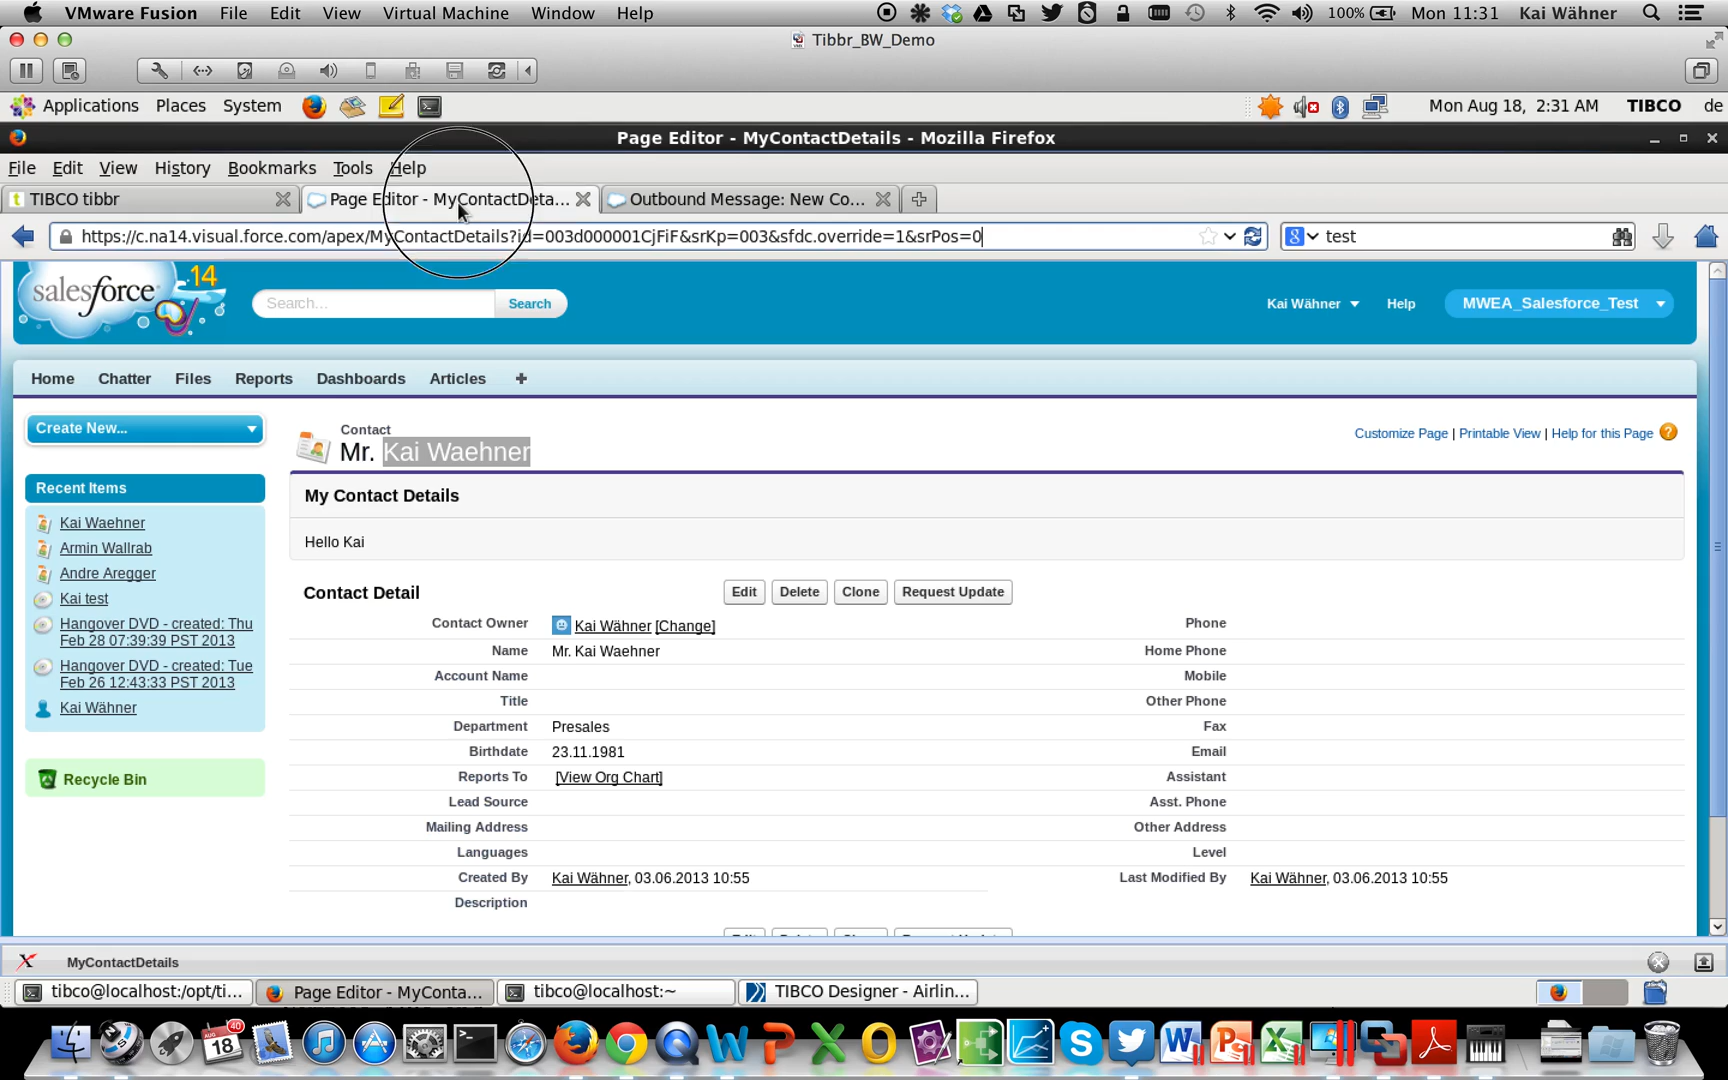 VMware Fusion File Edit View Virtual Machine Window Help 100% Mon 11:31 Kai Wähner
Tibbr_BW_Demo
Applications Places System Mon Aug 18, 2:31 AM TIBCO de
Page Editor - MyContactDetails - Mozilla Firefox
File Edit View History Bookmarks Tools Help
TIBCO tibbr Page Editor - MyContactDeta... Outbound Message: New Co...
https://c.na14.visual.force.com/apex/MyContactDetails?id=003d000001CjFiF&srKp=003&sfdc.override=1&srPos=0 test
salesforce '14 Search... Search Kai Wähner Help MWEA_Salesforce_Test
Home Chatter Files Reports Dashboards Articles +
Create New...
Recent Items
Kai Waehner
Armin Wallrab
Andre Aregger
Kai test
Hangover DVD - created: Thu
Feb 28 07:39:39 PST 2013
Hangover DVD - created: Tue
Feb 26 12:43:33 PST 2013
Kai Wähner
Recycle Bin
Contact
Mr. Kai Waehner
Customize Page | Printable View | Help for this Page ?
My Contact Details
Hello Kai
Contact Detail Edit Delete Clone Request Update
Contact Owner Kai Wähner [Change] Phone
Name Mr. Kai Waehner Home Phone
Account Name Mobile
Title Other Phone
Department Presales Fax
Birthdate 23.11.1981 Email
Reports To [View Org Chart] Assistant
Lead Source Asst. Phone
Mailing Address Other Address
Languages Level
Created By Kai Wähner, 03.06.2013 10:55 Last Modified By Kai Wähner, 03.06.2013 10:55
Description
Edit Delete Clone Request Update
MyContactDetails
tibco@localhost:/opt/ti... Page Editor - MyConta... tibco@localhost:~ TIBCO Designer - Airlin...
40
18